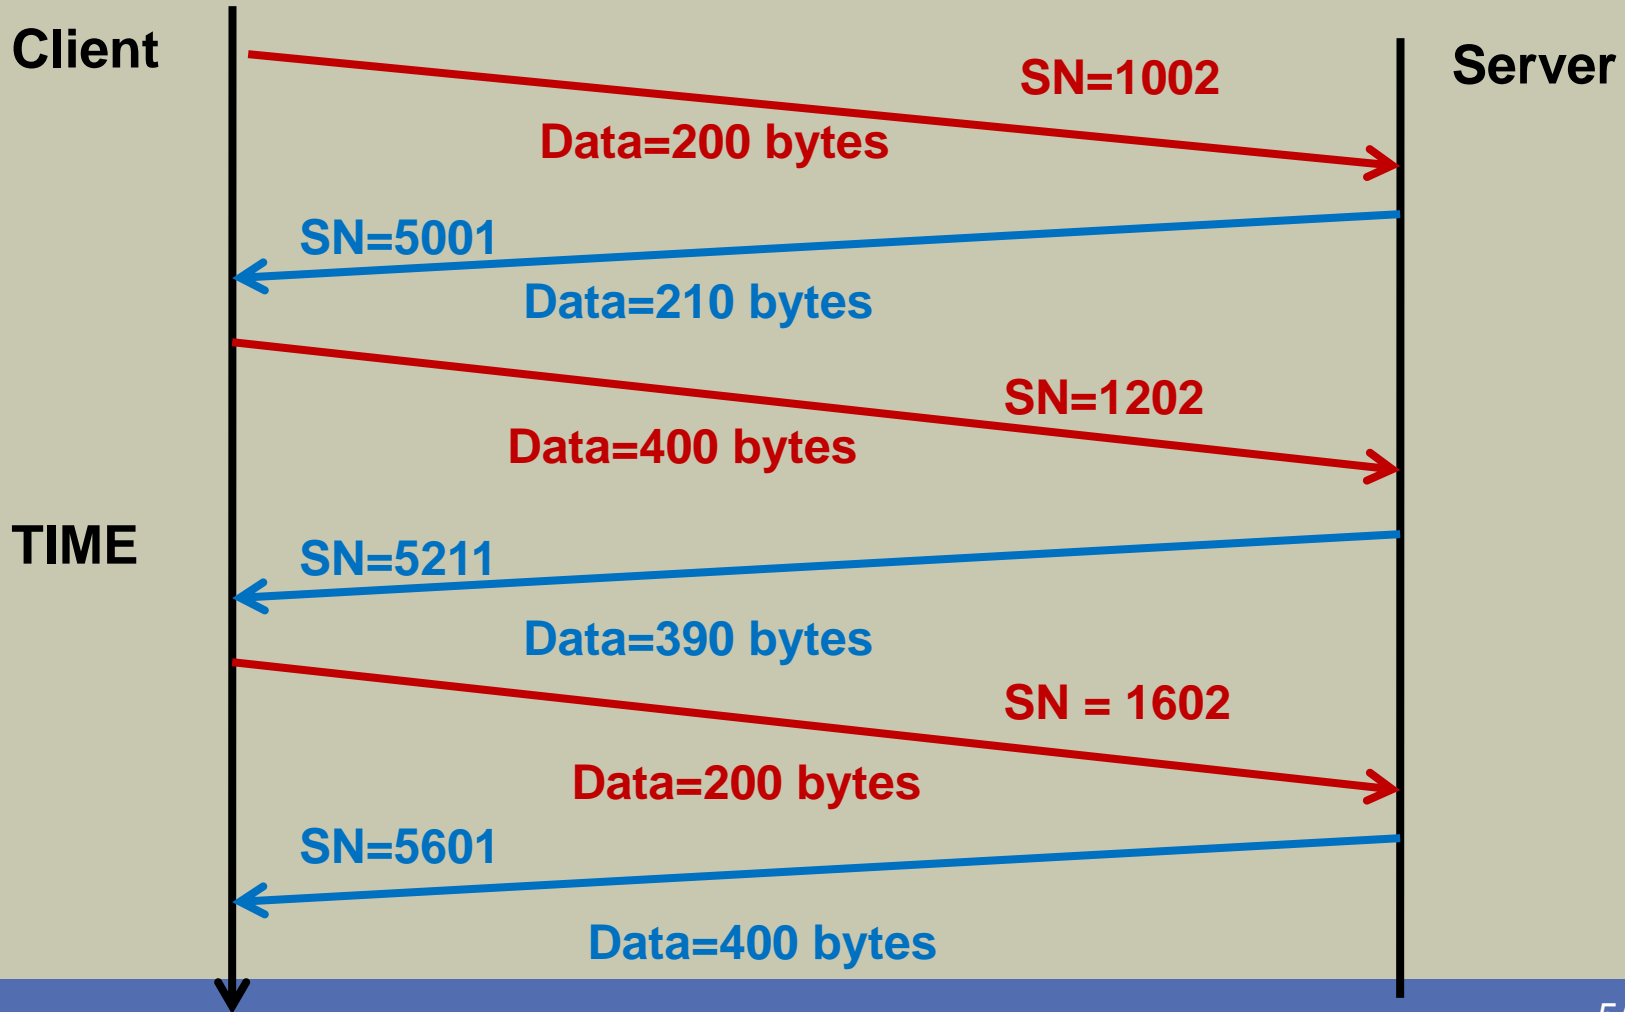 Client
Server
SN=1002
Data=200 bytes
SN=5001
Data=210 bytes
SN=1202
Data=400 bytes
TIME
SN=5211
Data=390 bytes
SN = 1602
Data=200 bytes
SN=5601
Data=400 bytes